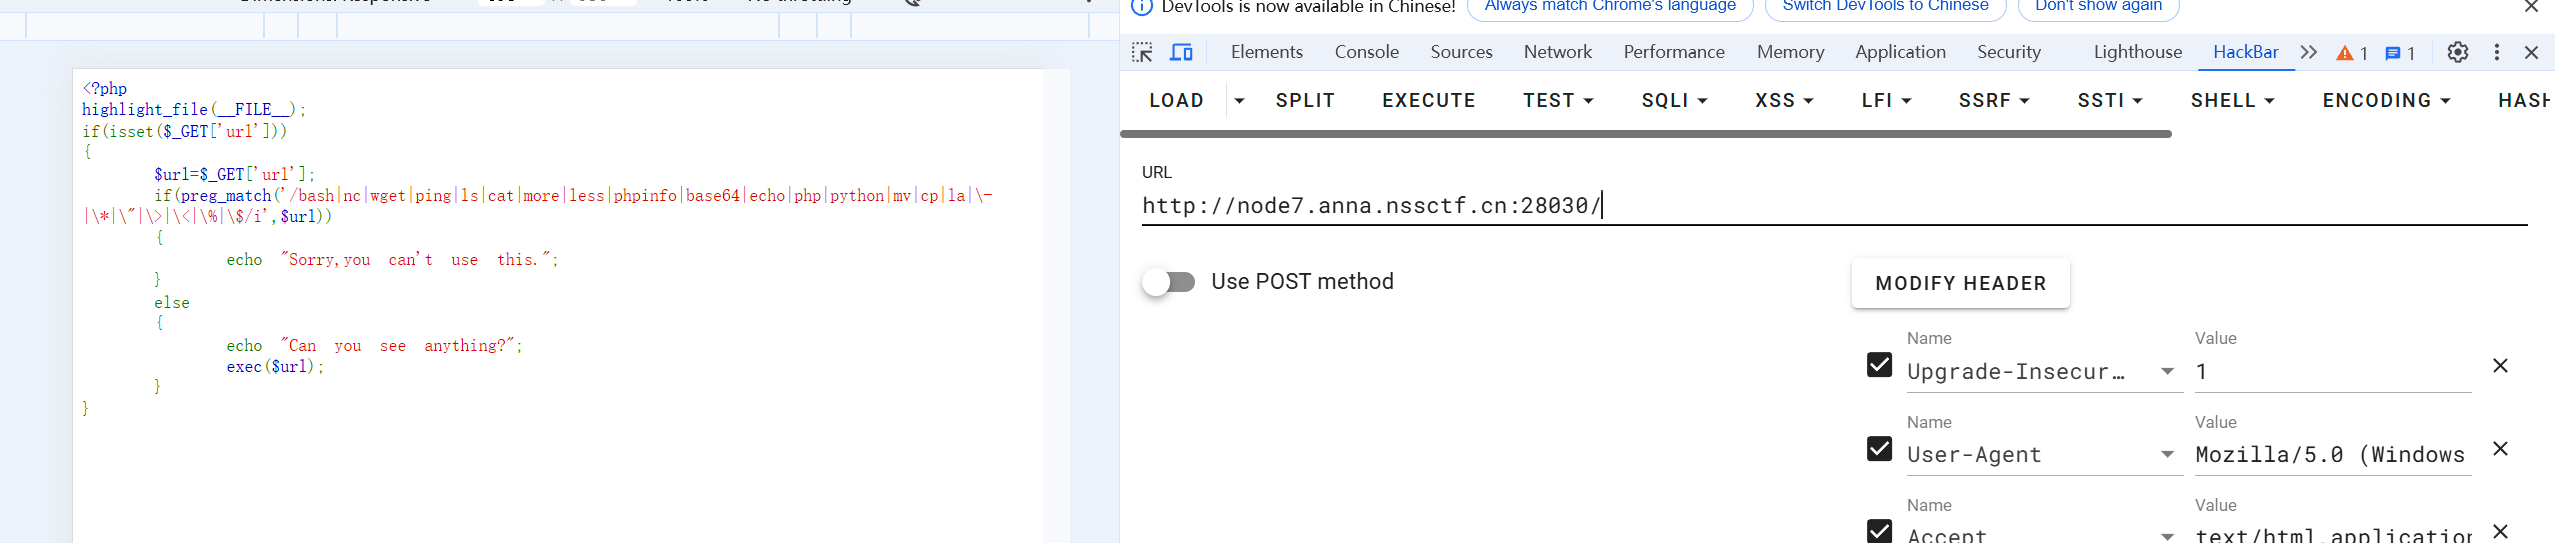 <?php
highlight_file(__FILE__);
if(isset($_GET['url']))
{
$url=$_GET['url'];
if(preg_match('/bash|nc|wget|ping|ls|cat|more|less|phpinfo|base64|echo|php|python|mv|cp|la|\-
|\*|\"|\>|\<|\%|\$/i',$url))
{
echo "Sorry,you can't use this.";
}
else
{
echo "Can you see anything?";
exec($url);
}
}
DevTools is now available in Chinese! Always match Chrome's language Switch DevTools to Chinese Don't show again
Elements Console Sources Network Performance Memory Application Security Lighthouse HackBar 1 1
LOAD SPLIT EXECUTE TEST SQLI XSS LFI SSRF SSTI SHELL ENCODING HASH
URL
http://node7.anna.nssctf.cn:28030/
Use POST method
MODIFY HEADER
Name Value
Upgrade-Insecur... 1
Name Value
User-Agent Mozilla/5.0 (Windows
Name Value
Accept text/html,application